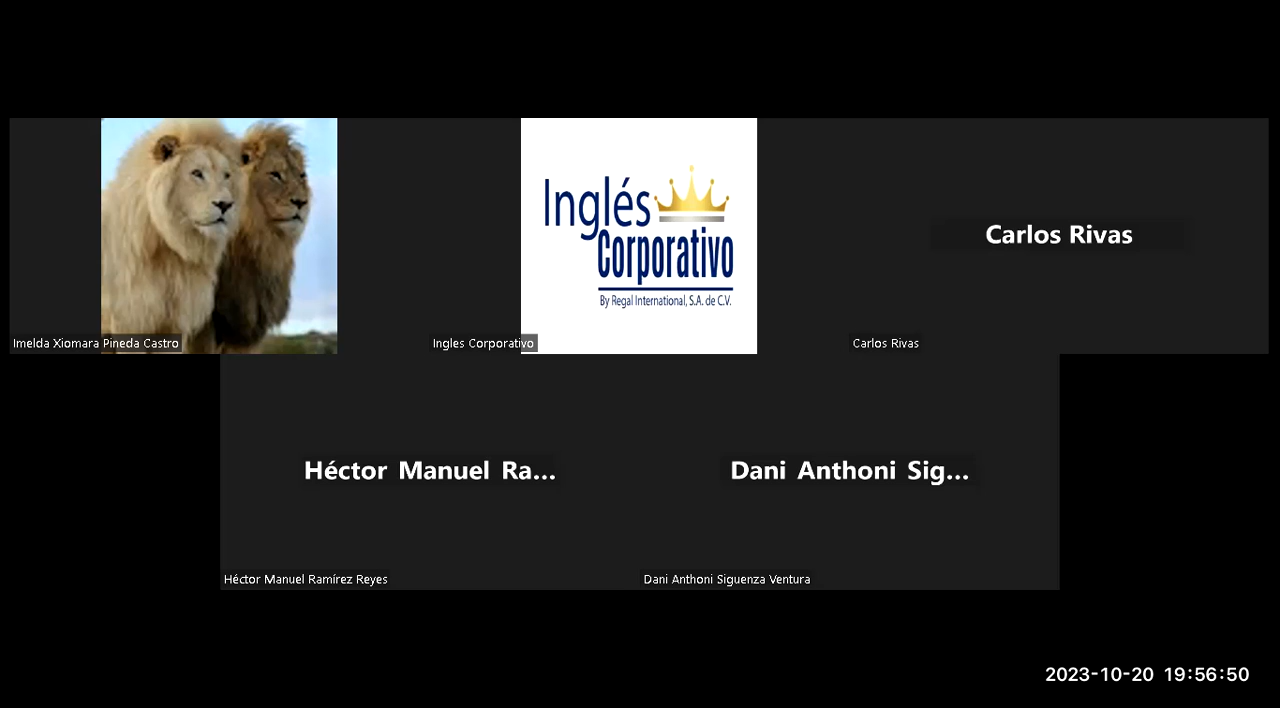 Inglés
Corporativo
By Regal International, S.A. de C.V.
Carlos Rivas
Imelda Xiomara Pineda Castro
Ingles Corporativo
Carlos Rivas
Héctor Manuel Ra...
Dani Anthoni Sig...
Héctor Manuel Ramírez Reyes
Dani Anthoni Siguenza Ventura
2023-10-20 19:56:50